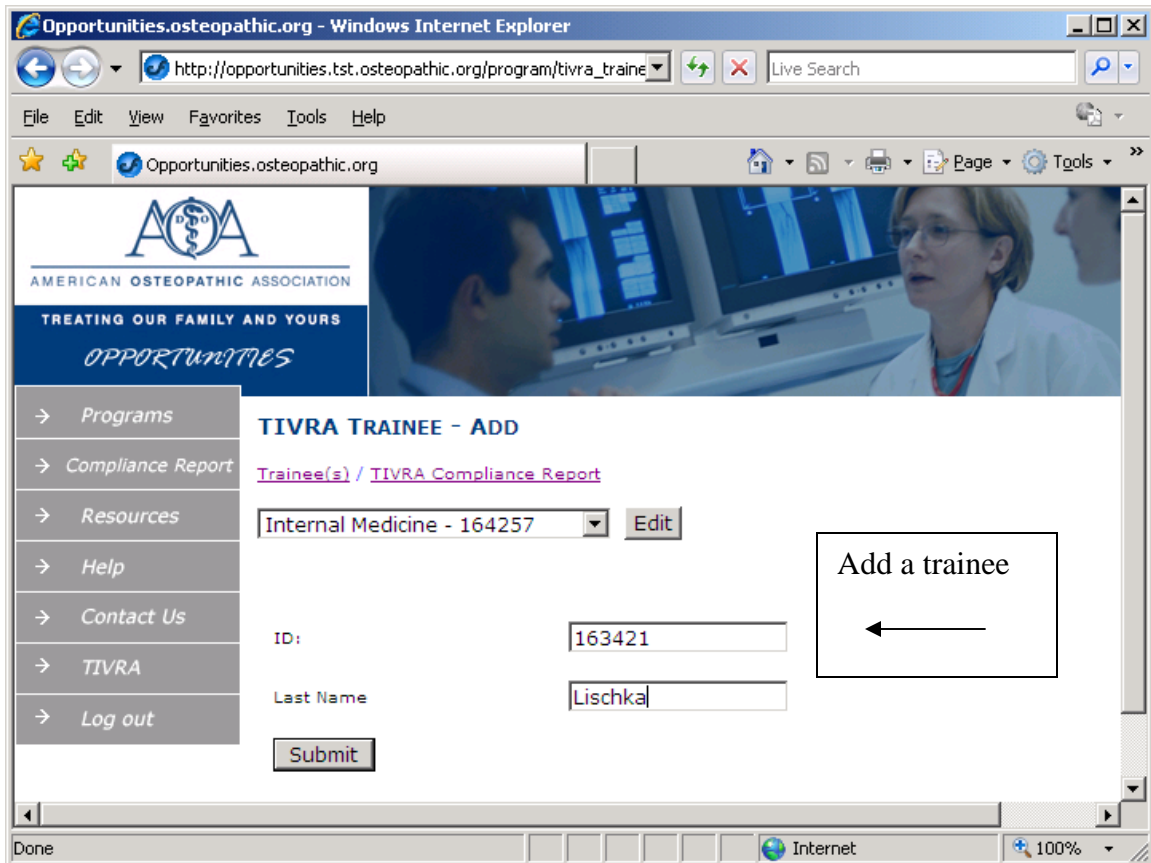 Opportunities.osteopathic.org - Windows Internet Explorer
http://opportunities.tst.osteopathic.org/program/tivra_traine
Live Search
File Edit View Favorites Tools Help
Opportunities.osteopathic.org
Page Tools »
AOA
DSO
AMERICAN OSTEOPATHIC ASSOCIATION
TREATING OUR FAMILY AND YOURS
OPPORTUNITIES
Programs
Compliance Report
Resources
Help
Contact Us
TIVRA
Log out
TIVRA TRAINEE - ADD
Trainee(s) / TIVRA Compliance Report
Internal Medicine - 164257 Edit
Add a trainee
ID: 163421
Last Name Lischka
Submit
Done Internet 100%